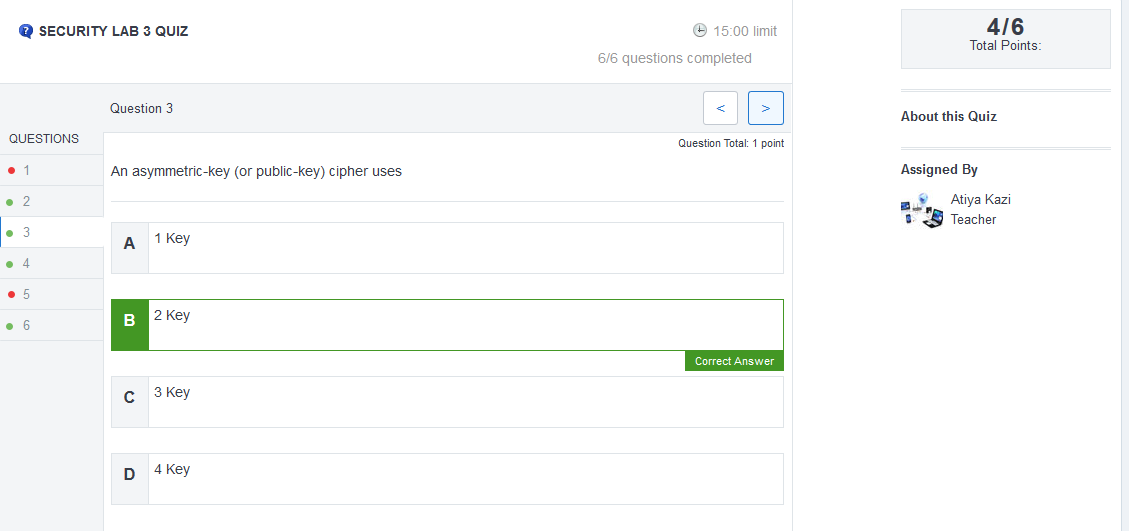 SECURITY LAB 3 QUIZ
15:00 limit
6/6 questions completed
4/6
Total Points:
Question 3
<
>
QUESTIONS
1
2
3
4
5
6
Question Total: 1 point
An asymmetric-key (or public-key) cipher uses
A
1 Key
B
2 Key
Correct Answer
C
3 Key
D
4 Key
About this Quiz
Assigned By
Atiya Kazi
Teacher